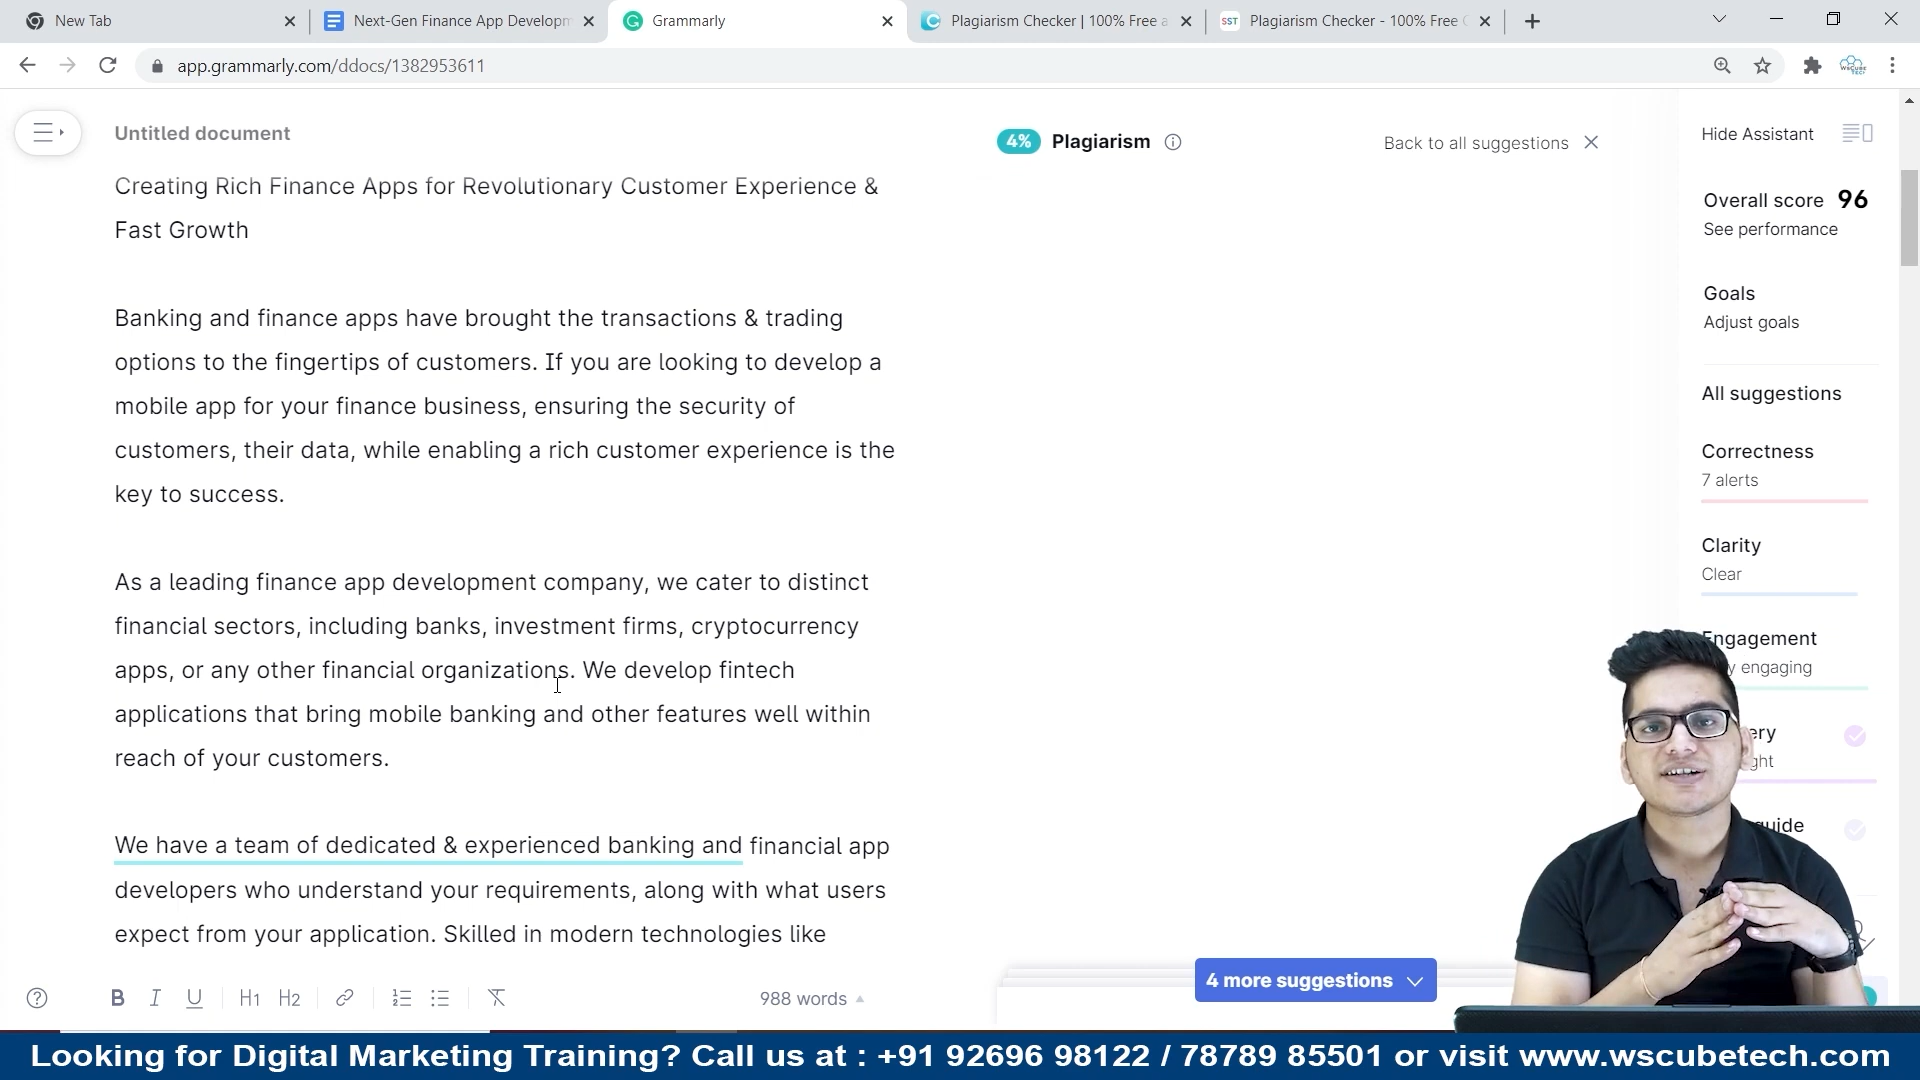 New Tab
Next-Gen Finance App Developm
Grammarly
Plagiarism Checker | 100% Free a
SST
Plagiarism Checker - 100% Free
app.grammarly.com/ddocs/1382953611
Untitled document
4% Plagiarism
Back to all suggestions
Hide Assistant
Creating Rich Finance Apps for Revolutionary Customer Experience &
Fast Growth
Overall score 96
See performance
Goals
Adjust goals
Banking and finance apps have brought the transactions & trading
options to the fingertips of customers. If you are looking to develop a
mobile app for your finance business, ensuring the security of
customers, their data, while enabling a rich customer experience is the
key to success.
All suggestions
Correctness
7 alerts
Clarity
Clear
As a leading finance app development company, we cater to distinct
financial sectors, including banks, investment firms, cryptocurrency
apps, or any other financial organizations. We develop fintech
applications that bring mobile banking and other features well within
reach of your customers.
Engagement
y engaging
ery
ght
uide
We have a team of dedicated & experienced banking and financial app
developers who understand your requirements, along with what users
expect from your application. Skilled in modern technologies like
4 more suggestions
B I U H1 H2
988 words
Looking for Digital Marketing Training? Call us at : +91 92696 98122 / 78789 85501 or visit www.wscubetech.com